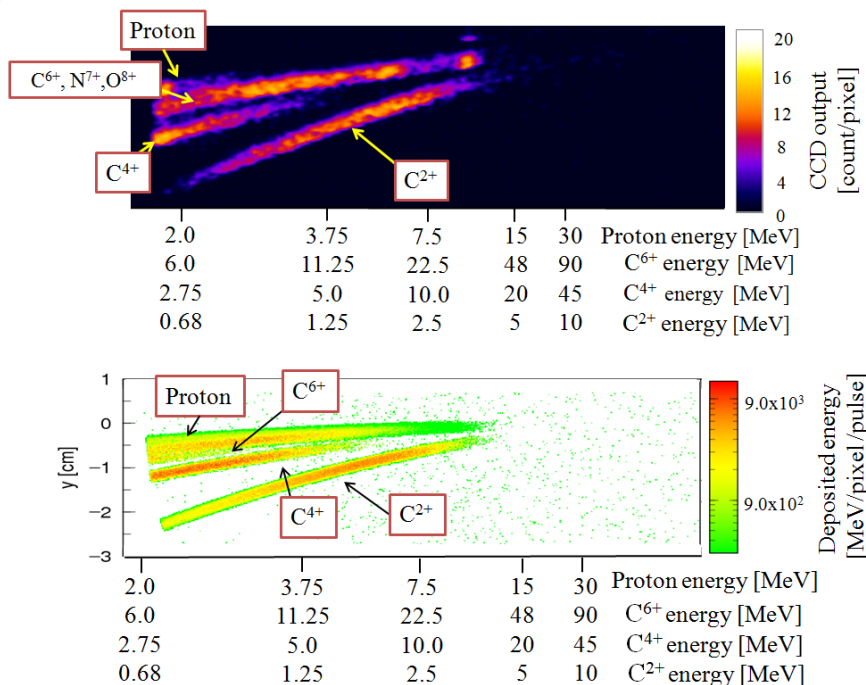 Proton
C⁶⁺, N⁷⁺,O⁸⁺
C⁴⁺
C²⁺
20
16
12
8
4
0
CCD output
[count/pixel]
2.0 3.75 7.5 15 30 Proton energy [MeV]
6.0 11.25 22.5 48 90 C⁶⁺ energy [MeV]
2.75 5.0 10.0 20 45 C⁴⁺ energy [MeV]
0.68 1.25 2.5 5 10 C²⁺ energy [MeV]
1
0
−1
−2
−3
y [cm]
Proton
C⁶⁺
C⁴⁺
C²⁺
9.0x10³
9.0x10²
Deposited energy
[MeV/pixel /pulse]
2.0 3.75 7.5 15 30 Proton energy [MeV]
6.0 11.25 22.5 48 90 C⁶⁺ energy [MeV]
2.75 5.0 10.0 20 45 C⁴⁺ energy [MeV]
0.68 1.25 2.5 5 10 C²⁺ energy [MeV]